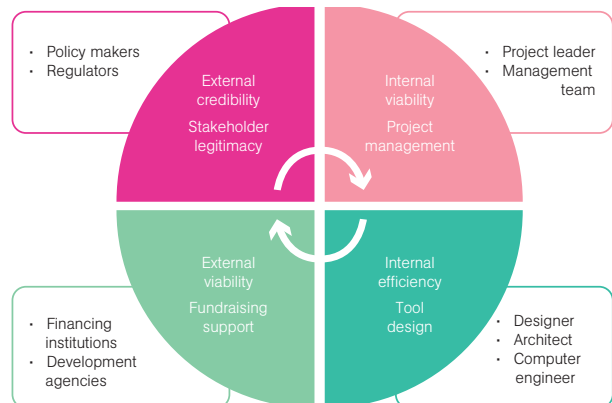 • Policy makers
• Regulators
External
credibility
Stakeholder
legitimacy
Internal
viability
Project
management
• Project leader
• Management
team
• Financing
institutions
• Development
agencies
External
viability
Fundraising
support
Internal
efficiency
Tool
design
• Designer
• Architect
• Computer
engineer